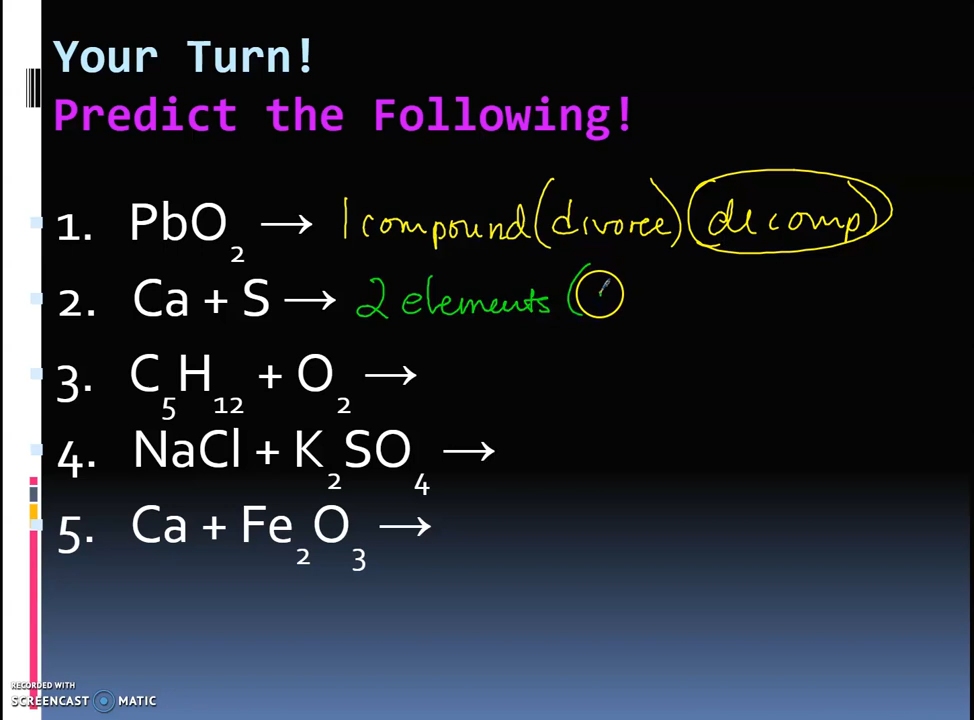 Your Turn!
Predict the Following!
1. PbO₂ → 1 compound (divorce) (decomp)
2. Ca + S → 2 elements (
3. C₅H₁₂ + O₂ →
4. NaCl + K₂SO₄ →
5. Ca + Fe₂O₃ →
RECORDED WITH
SCREENCAST MATIC